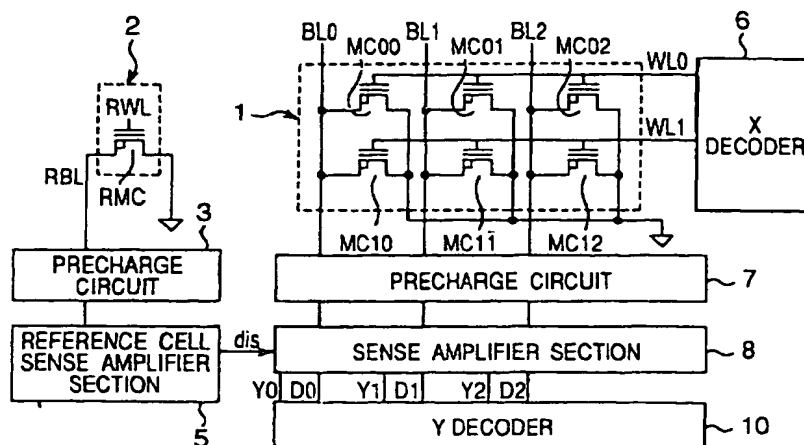 2
BL0 BL1 BL2
6
MC00 MC01 MC02
WL0
RWL
1
X
DECODER
WL1
RBL
RMC
3
MC10 MC11 MC12
PRECHARGE
CIRCUIT
PRECHARGE CIRCUIT
7
REFERENCE CELL
SENSE AMPLIFIER
SECTION
dis
SENSE AMPLIFIER SECTION
8
Y0 D0 Y1 D1 Y2 D2
5
Y DECODER
10